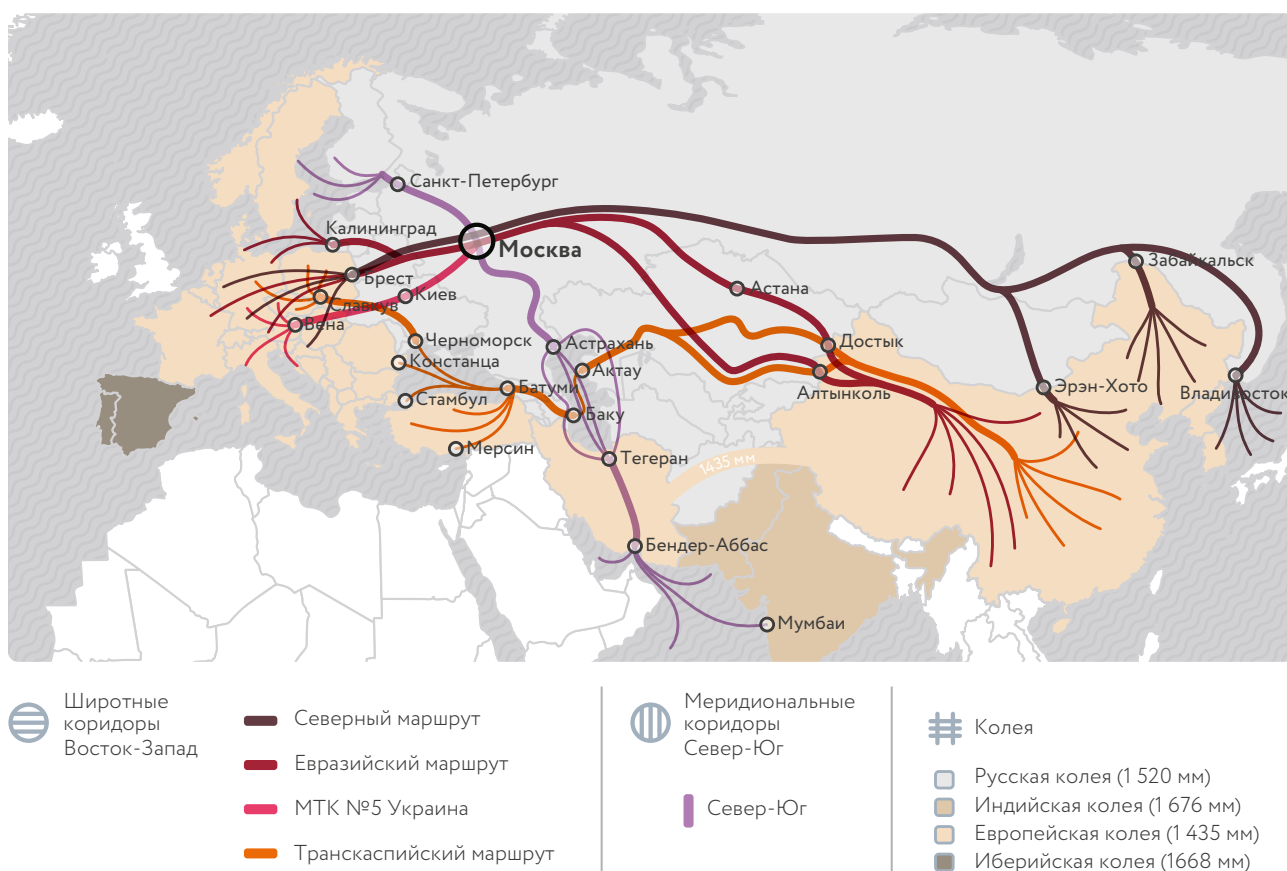 Санкт-Петербург
Калининград
Москва
Забайкальск
Брест
Астана
Киев
Славкув
Вена
Черноморск
Астрахань
Достык
Констанца
Актау
Эрэн-Хото
Батуми
Алтынколь
Владивосток
Стамбул
Баку
Мерсин
Тегеран
1435 мм
Бендер-Аббас
Мумбаи
Широтные
коридоры
Восток-Запад
Северный маршрут
Евразийский маршрут
МТК №5 Украина
Транскаспийский маршрут
Меридиональные
коридоры
Север-Юг
Север-Юг
Колея
Русская колея (1 520 мм)
Индийская колея (1 676 мм)
Европейская колея (1 435 мм)
Иберийская колея (1668 мм)